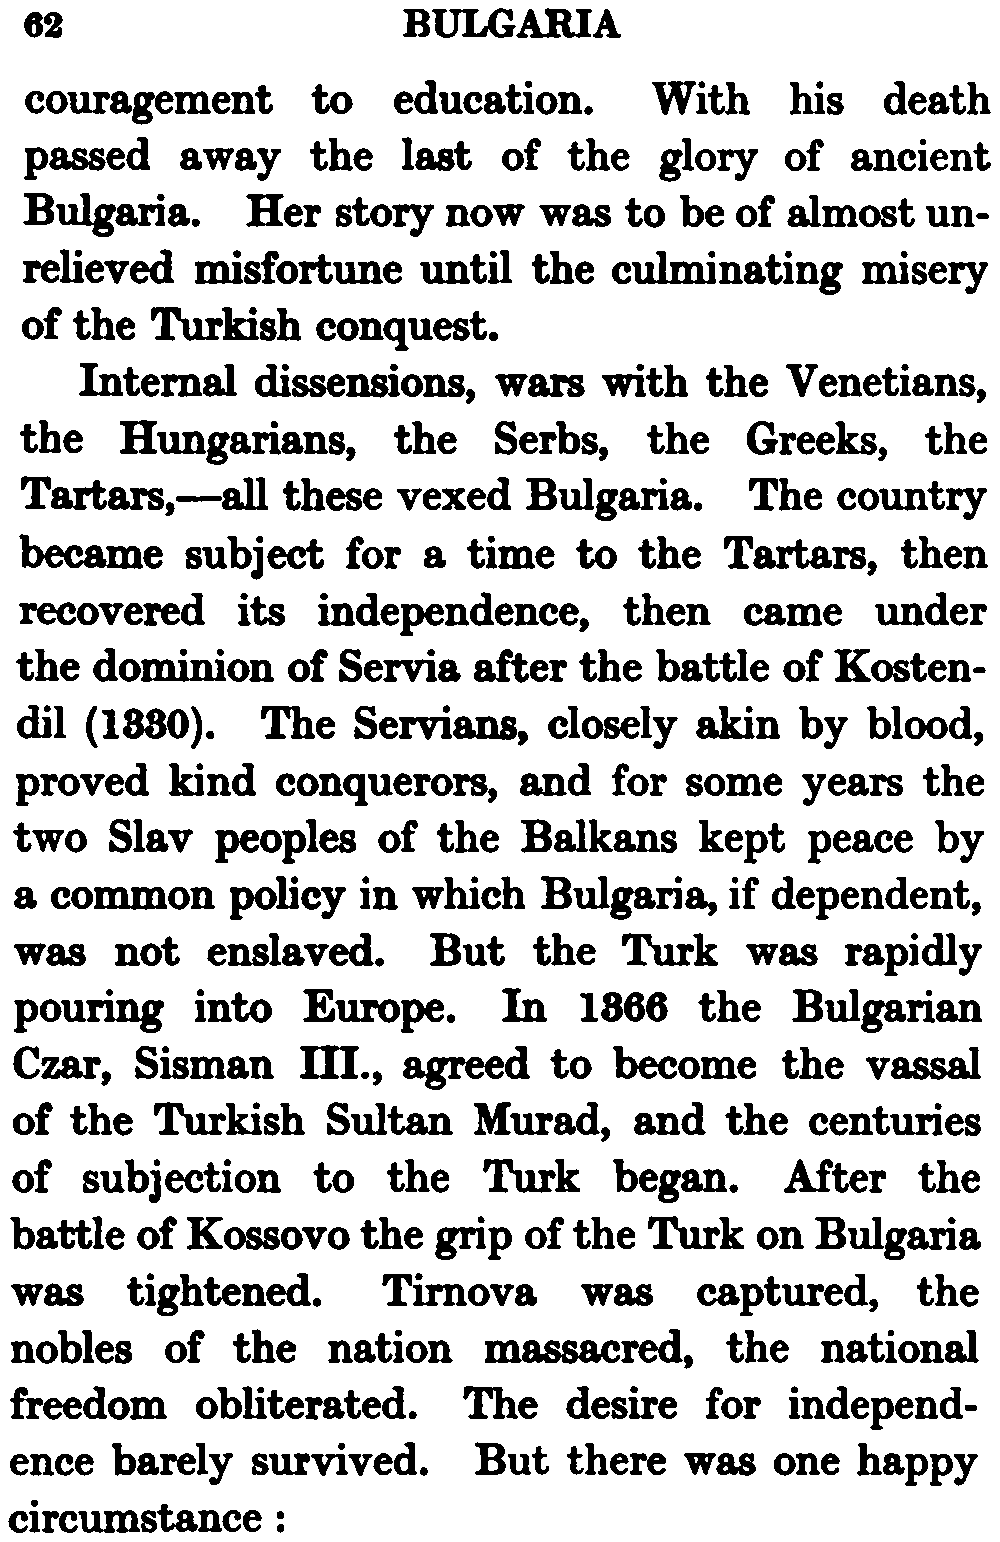 62 BULGARIA
couragement to education. With his death
passed away the last of the glory of ancient
Bulgaria. Her story now was to be of almost un-
relieved misfortune until the culminating misery
of the Turkish conquest.
Internal dissensions, wars with the Venetians,
the Hungarians, the Serbs, the Greeks, the
Tartars,—all these vexed Bulgaria. The country
became subject for a time to the Tartars, then
recovered its independence, then came under
the dominion of Servia after the battle of Kosten-
dil (1330). The Servians, closely akin by blood,
proved kind conquerors, and for some years the
two Slav peoples of the Balkans kept peace by
a common policy in which Bulgaria, if dependent,
was not enslaved. But the Turk was rapidly
pouring into Europe. In 1366 the Bulgarian
Czar, Sisman III., agreed to become the vassal
of the Turkish Sultan Murad, and the centuries
of subjection to the Turk began. After the
battle of Kossovo the grip of the Turk on Bulgaria
was tightened. Tirnova was captured, the
nobles of the nation massacred, the national
freedom obliterated. The desire for independ-
ence barely survived. But there was one happy
circumstance :